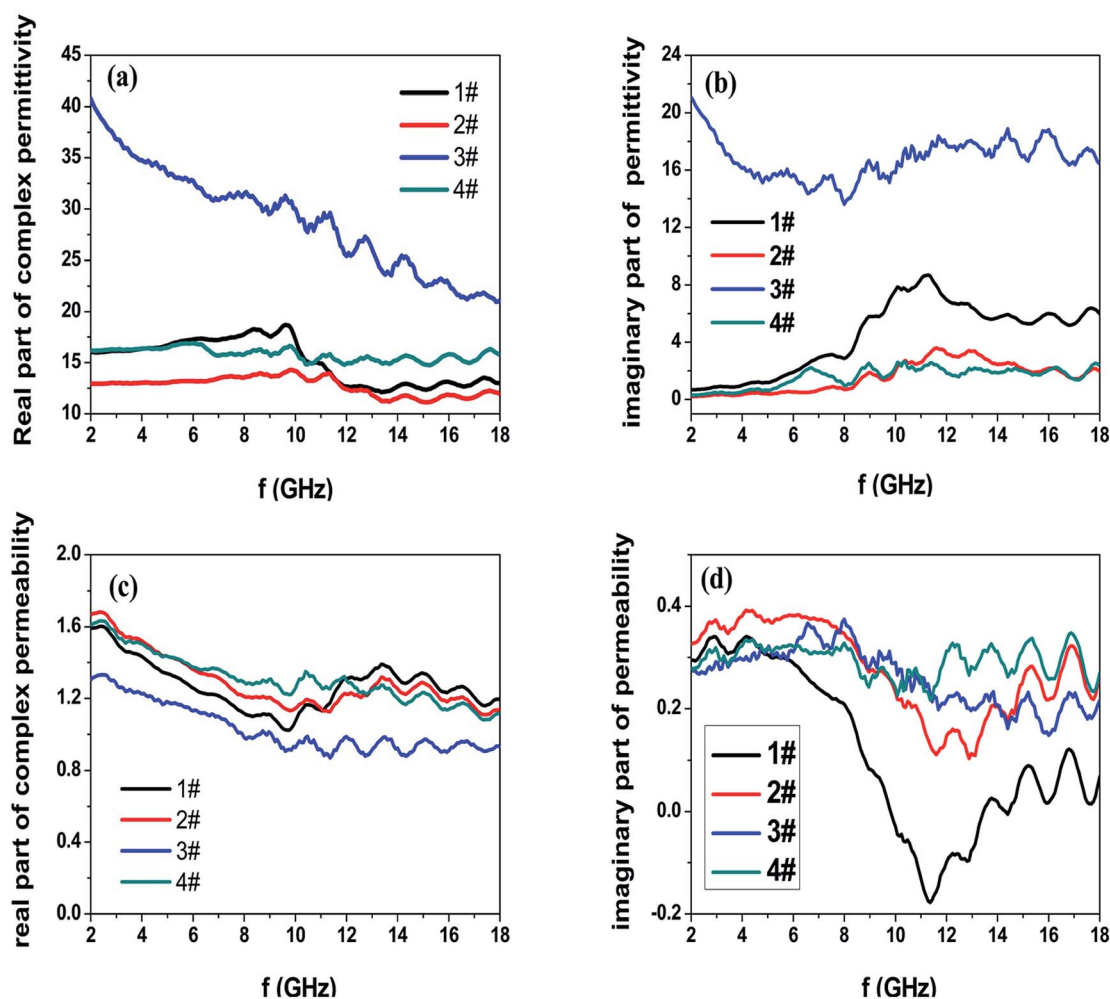 (a)
Real part of complex permittivity
45
40
35
30
25
20
15
10
1#
2#
3#
4#
2 4 6 8 10 12 14 16 18
f (GHz)
(b)
imaginary part of permittivity
24
20
16
12
8
4
0
1#
2#
3#
4#
2 4 6 8 10 12 14 16 18
f (GHz)
(c)
real part of complex permeability
2.0
1.6
1.2
0.8
0.4
0.0
1#
2#
3#
4#
2 4 6 8 10 12 14 16 18
f (GHz)
(d)
imaginary part of permeability
0.4
0.2
0.0
-0.2
1#
2#
3#
4#
2 4 6 8 10 12 14 16 18
f (GHz)